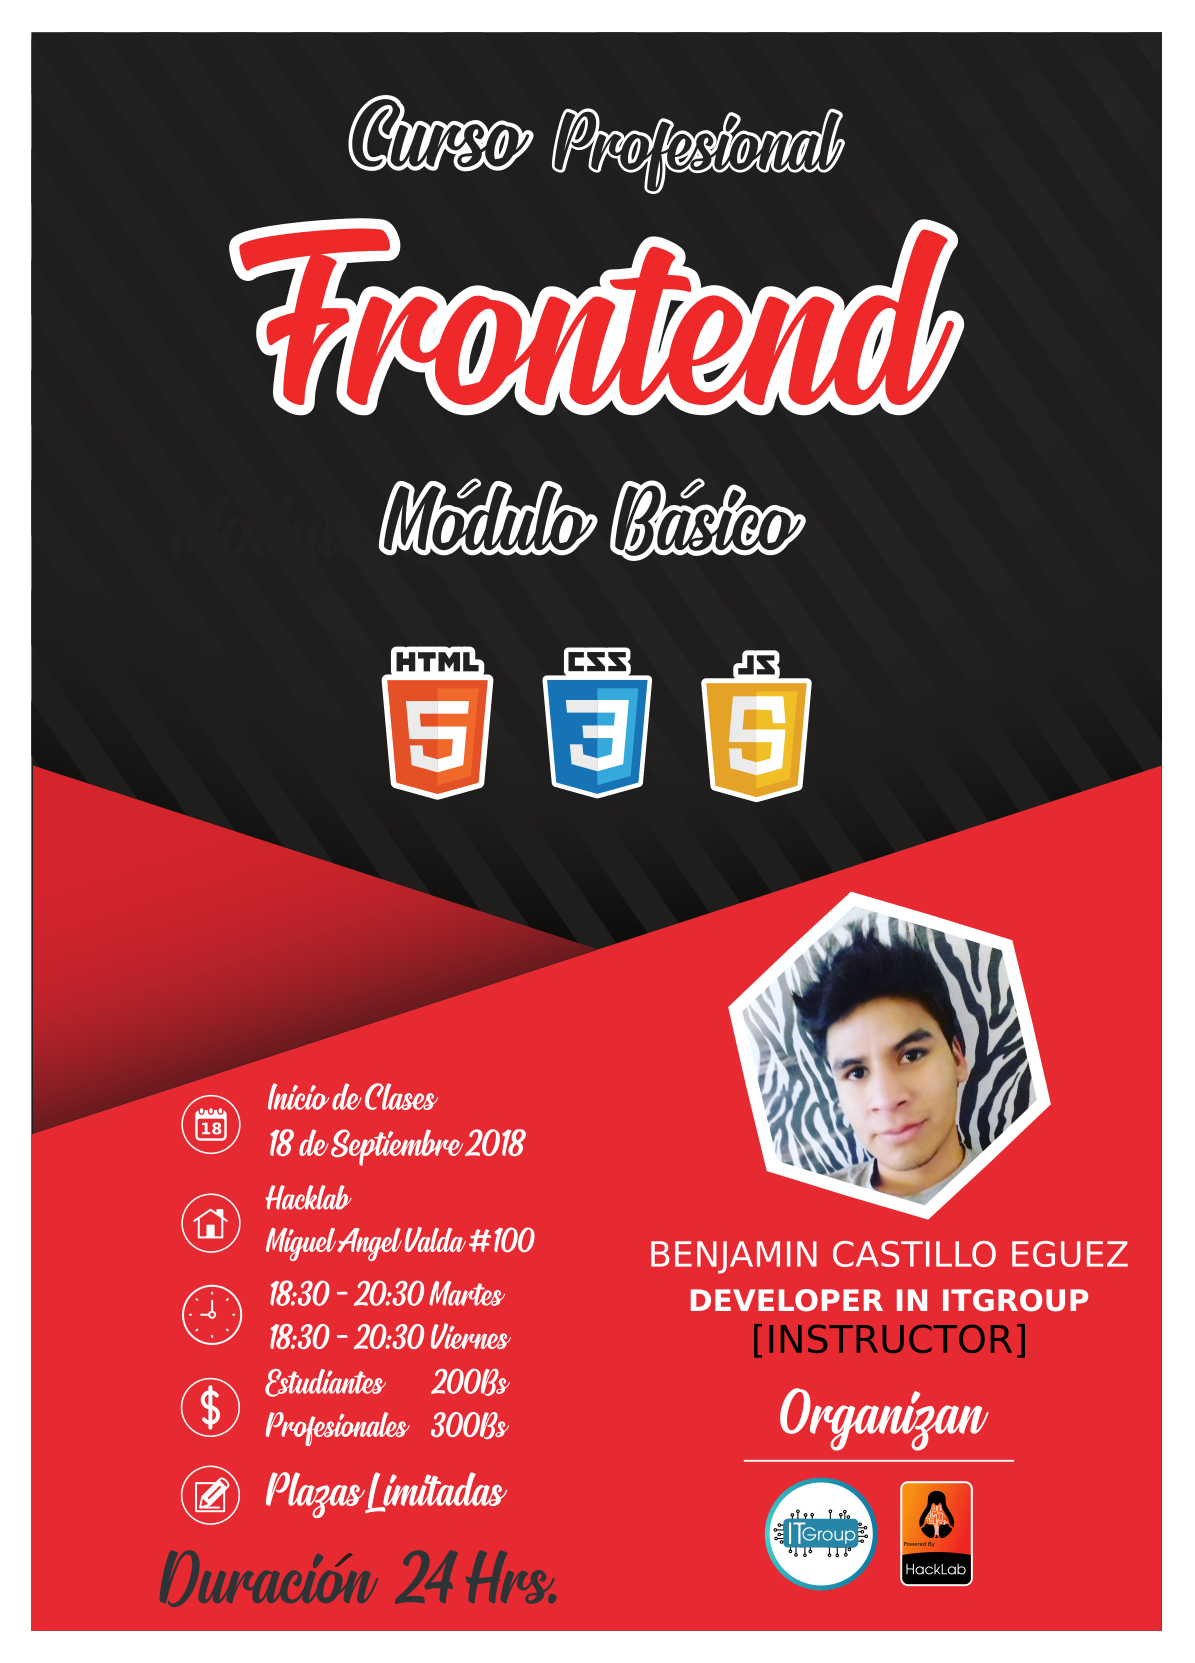 Curso Profesional
Frontend
Módulo Básico
HTML CSS JS
5 3 S
18
Inicio de Clases
18 de Septiembre 2018
Hacklab
Miguel Angel Valda #100
18:30 - 20:30 Martes
18:30 - 20:30 Viernes
Estudiantes 200Bs
Profesionales 300Bs
$
Plazas Limitadas
Duración 24 Hrs.
BENJAMIN CASTILLO EGUEZ
DEVELOPER IN ITGROUP
[INSTRUCTOR]
Organizan
ITGroup
Powered By
HackLab